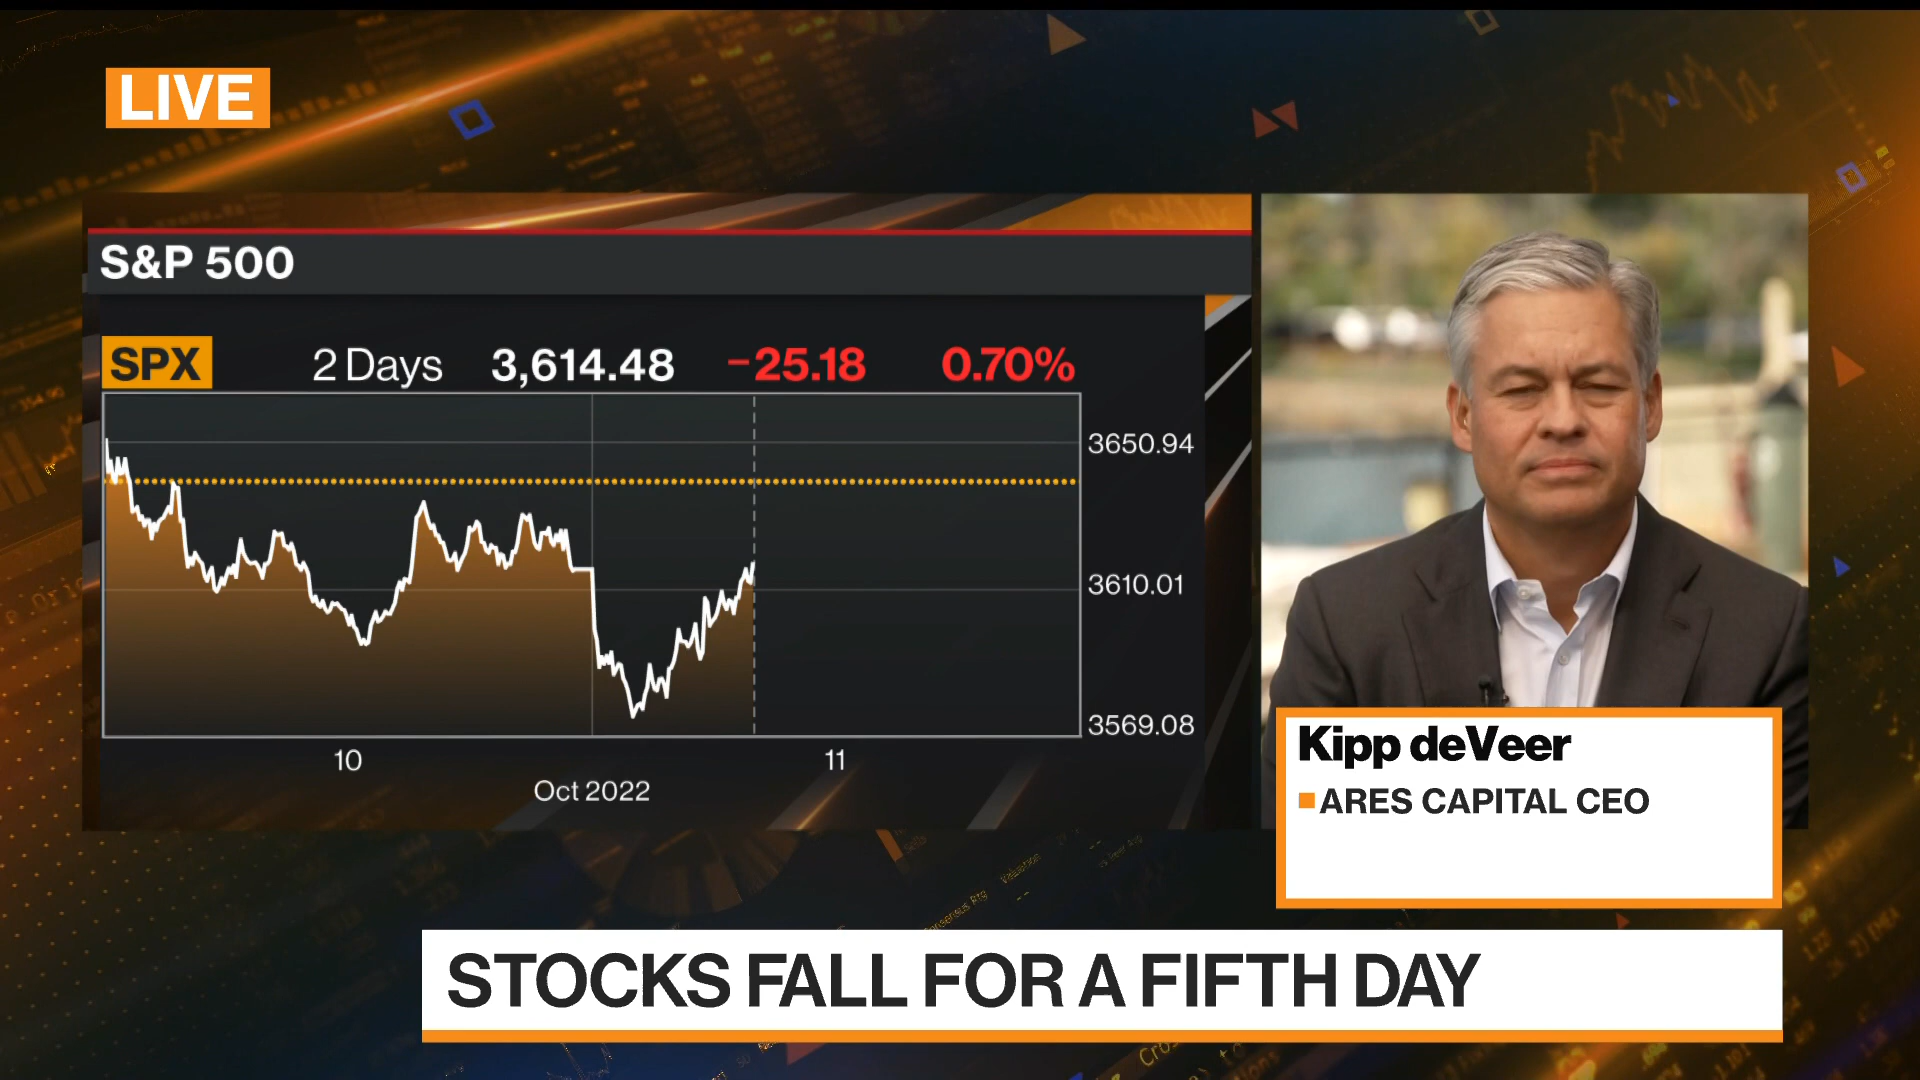 LIVE
S&P 500
SPX 2 Days 3,614.48 -25.18 0.70%
3650.94
3610.01
3569.08
10 11
Oct 2022
Kipp deVeer
ARES CAPITAL CEO
STOCKS FALL FOR A FIFTH DAY